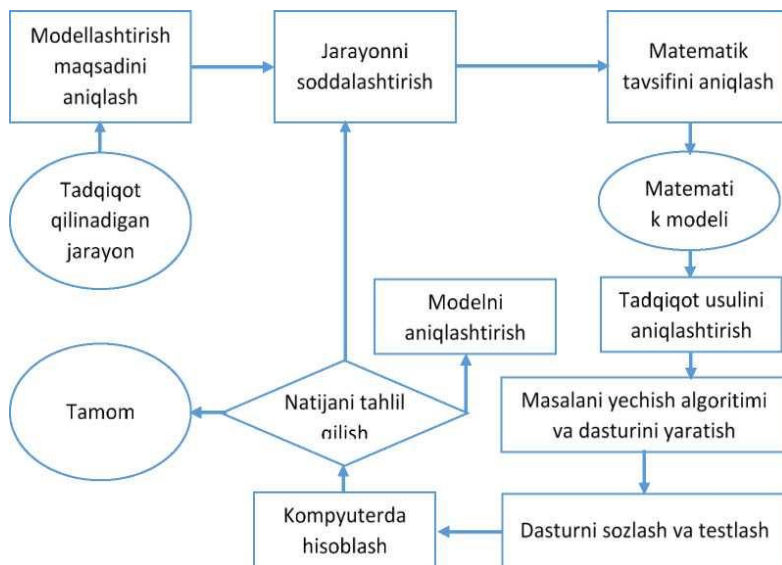 Modellashtirish
maqsadini
aniqlash
Jarayonni
soddalashtirish
Matematik
tavsifini aniqlash
Tadqiqot
qilinadigan
jarayon
Matemati
k modeli
Modelni
aniqlashtirish
Tadqiqot usulini
aniqlashtirish
Tamom
Natijani tahlil
qilish
Masalani yechish algoritimi
va dasturini yaratish
Kompyuterda
hisoblash
Dasturni sozlash va testlash